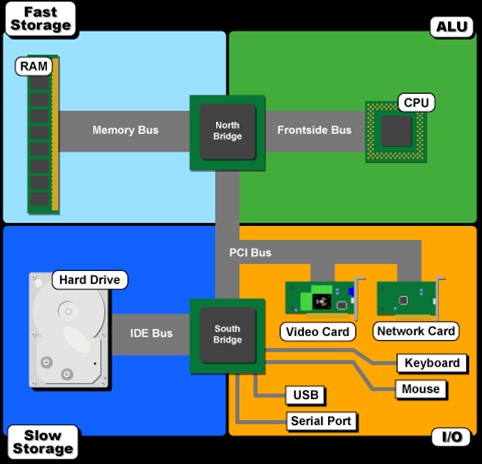 Fast
Storage
ALU
RAM
CPU
Memory Bus
North
Bridge
Frontside Bus
PCI Bus
Hard Drive
IDE Bus
South
Bridge
Video Card
Network Card
Keyboard
Mouse
USB
Serial Port
Slow
Storage
I/O